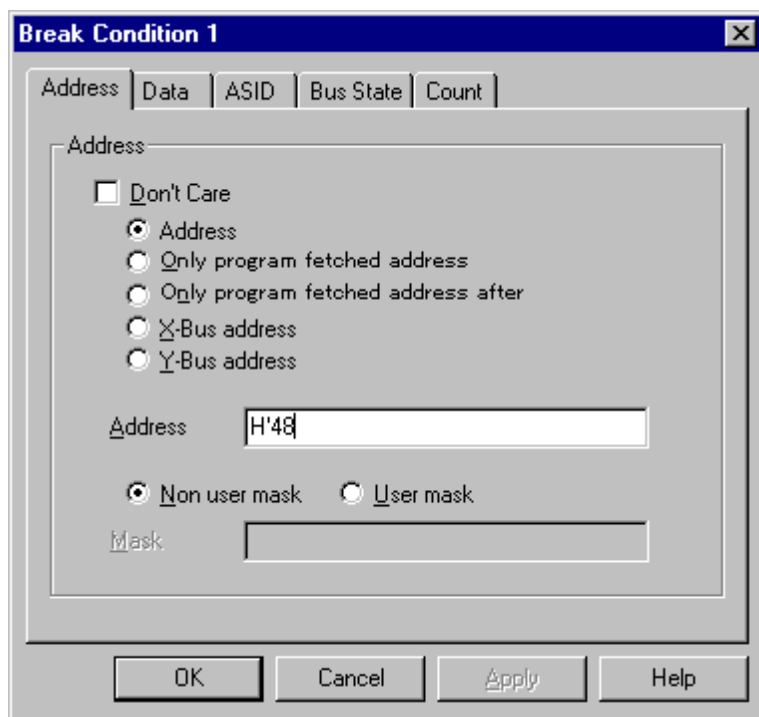 Break Condition 1
Address Data ASID Bus State Count
Address
Don't Care
Address
Only program fetched address
Only program fetched address after
X-Bus address
Y-Bus address
Address H'48
Non user mask User mask
Mask
OK Cancel Apply Help